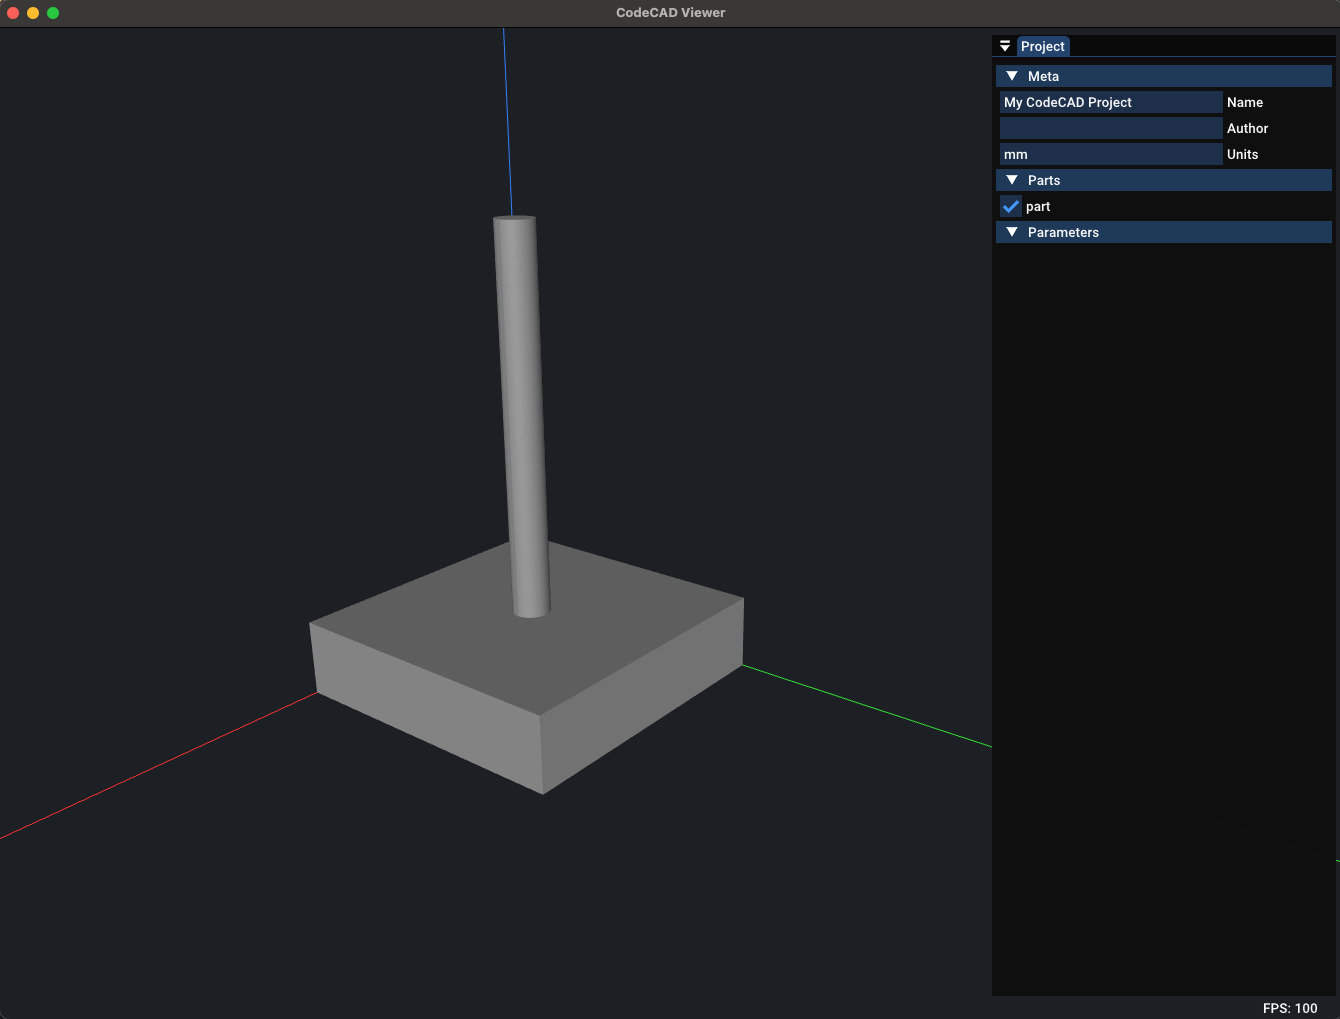 CodeCAD Viewer
Project
Meta
My CodeCAD Project Name
Author
mm Units
Parts
part
Parameters
FPS: 100